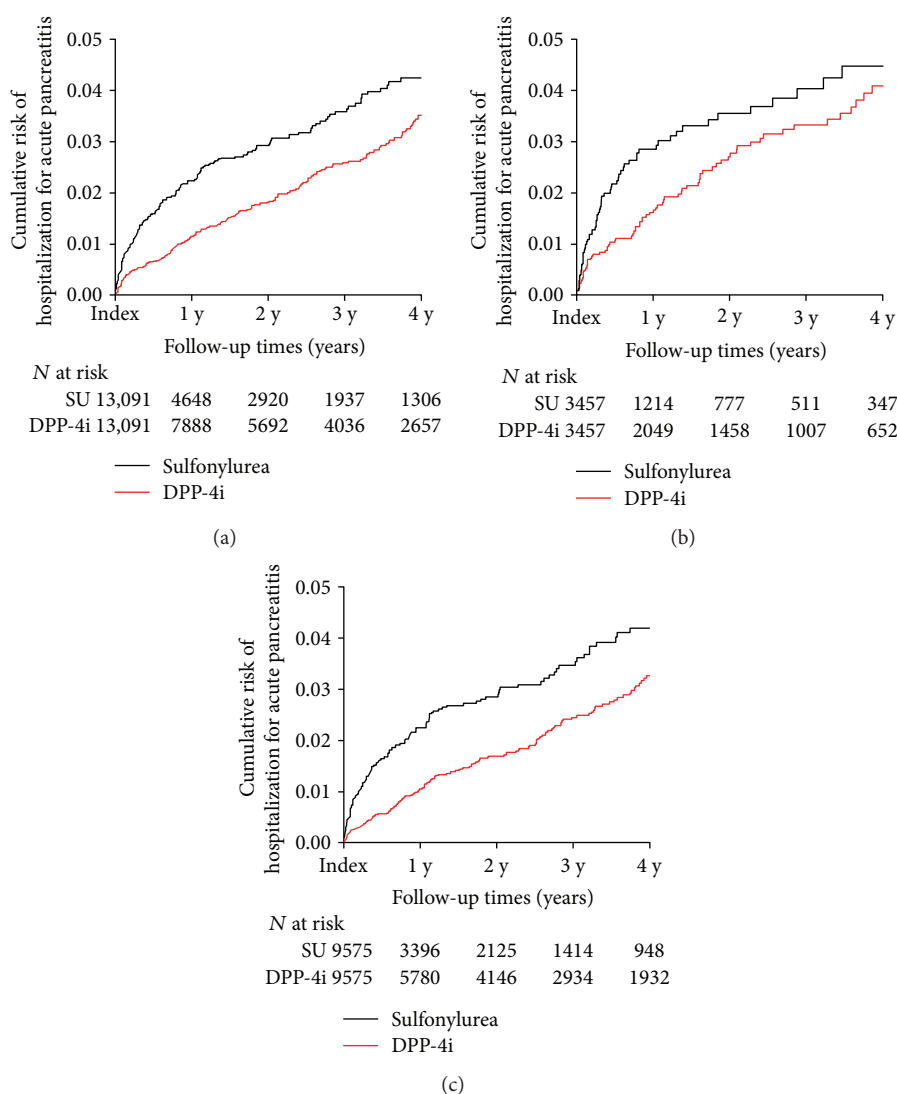 Cumulative risk of
hospitalization for acute pancreatitis
0.05
0.04
0.03
0.02
0.01
0.00
Index 1 y 2 y 3 y 4 y
Follow-up times (years)
N at risk
SU 13,091 4648 2920 1937 1306
DPP-4i 13,091 7888 5692 4036 2657
Sulfonylurea
DPP-4i
(a)
Cumulative risk of
hospitalization for acute pancreatitis
0.05
0.04
0.03
0.02
0.01
0.00
Index 1 y 2 y 3 y 4 y
Follow-up times (years)
N at risk
SU 3457 1214 777 511 347
DPP-4i 3457 2049 1458 1007 652
Sulfonylurea
DPP-4i
(b)
Cumulative risk of
hospitalization for acute pancreatitis
0.05
0.04
0.03
0.02
0.01
0.00
Index 1 y 2 y 3 y 4 y
Follow-up times (years)
N at risk
SU 9575 3396 2125 1414 948
DPP-4i 9575 5780 4146 2934 1932
Sulfonylurea
DPP-4i
(c)